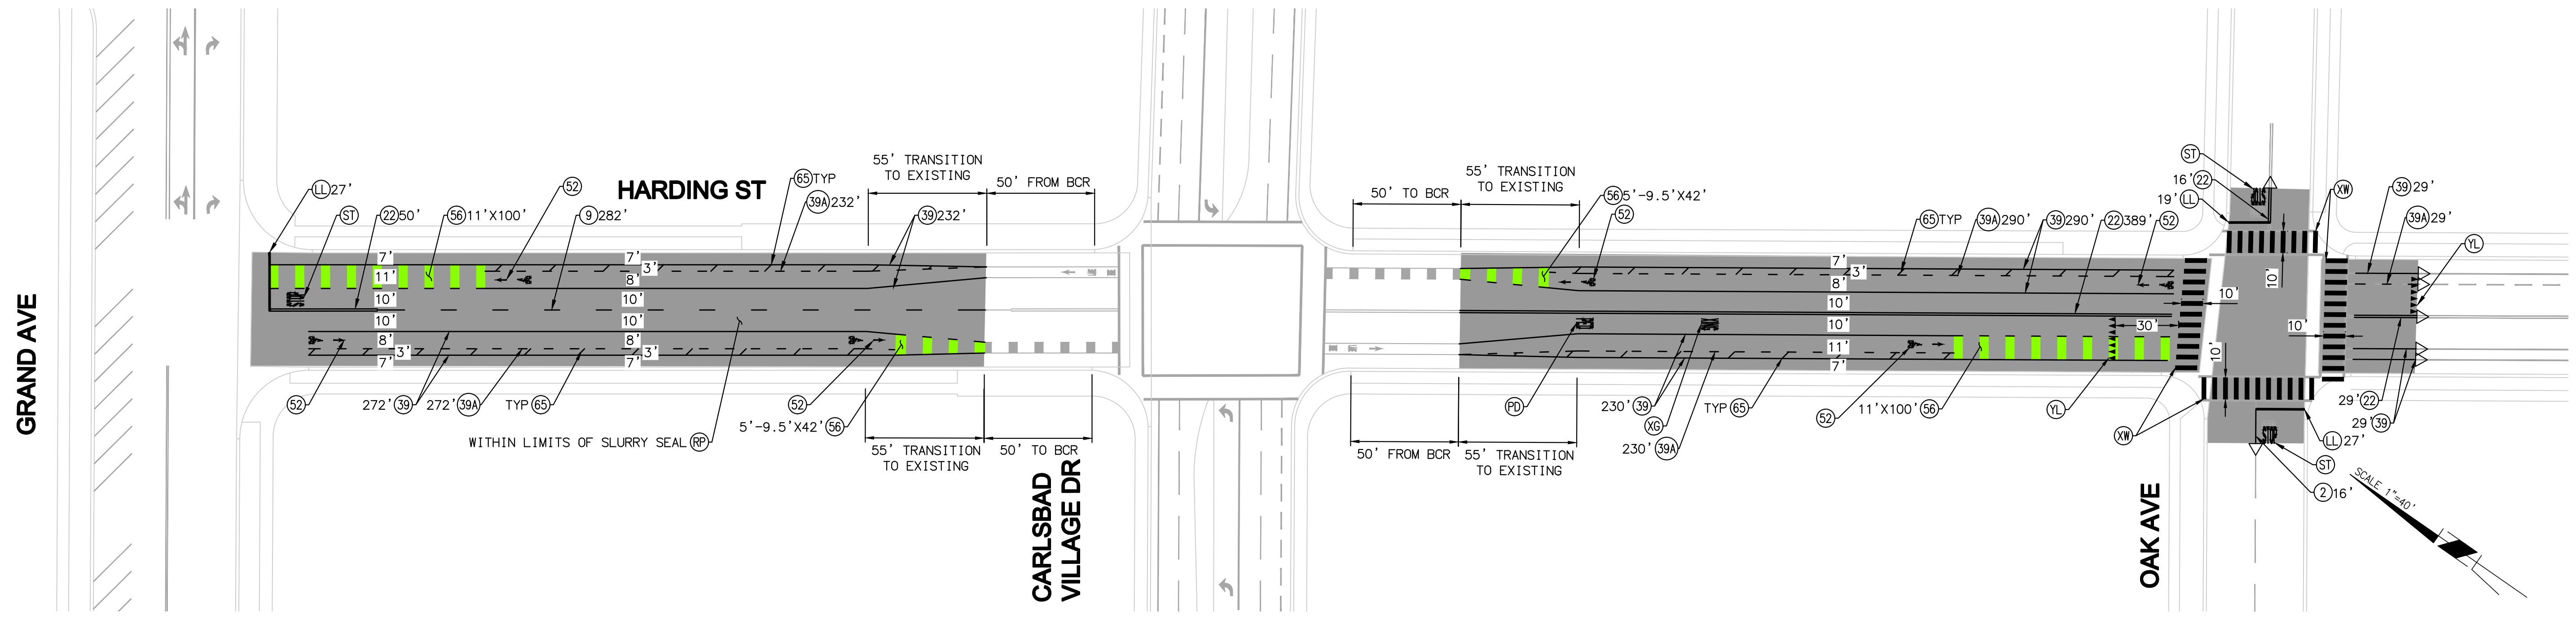 GRAND AVE
HARDING ST
CARLSBAD
VILLAGE DR
OAK AVE
LL 27'
ST
22 50'
56 11'X100'
52
9 282'
65 TYP
39A 232'
55' TRANSITION
TO EXISTING
39 232'
50' FROM BCR
7'
11'
10'
10'
8'
3'
7'
7'
3'
8'
10'
10'
8'
3'
7'
52
272' 39
272' 39A
TYP 65
WITHIN LIMITS OF SLURRY SEAL RP
52
5'-9.5'X42' 56
55' TRANSITION
TO EXISTING
50' TO BCR
50' TO BCR
55' TRANSITION
TO EXISTING
56 5'-9.5'X42'
52
65 TYP
39A 290'
39 290'
22 389'
52
7'
3'
8'
10'
10'
11'
7'
50' FROM BCR
55' TRANSITION
TO EXISTING
PD
230' 39
XG
230' 39A
TYP 65
52
11'X100' 56
YL
XW
30'
10'
10'
10'
10'
ST
16' 22
19' LL
XW
39 29'
39A 29'
YL
29' 22
29' 39
LL 27'
ST
2 16'
STOP
STOP
STOP
SCALE 1"=40'